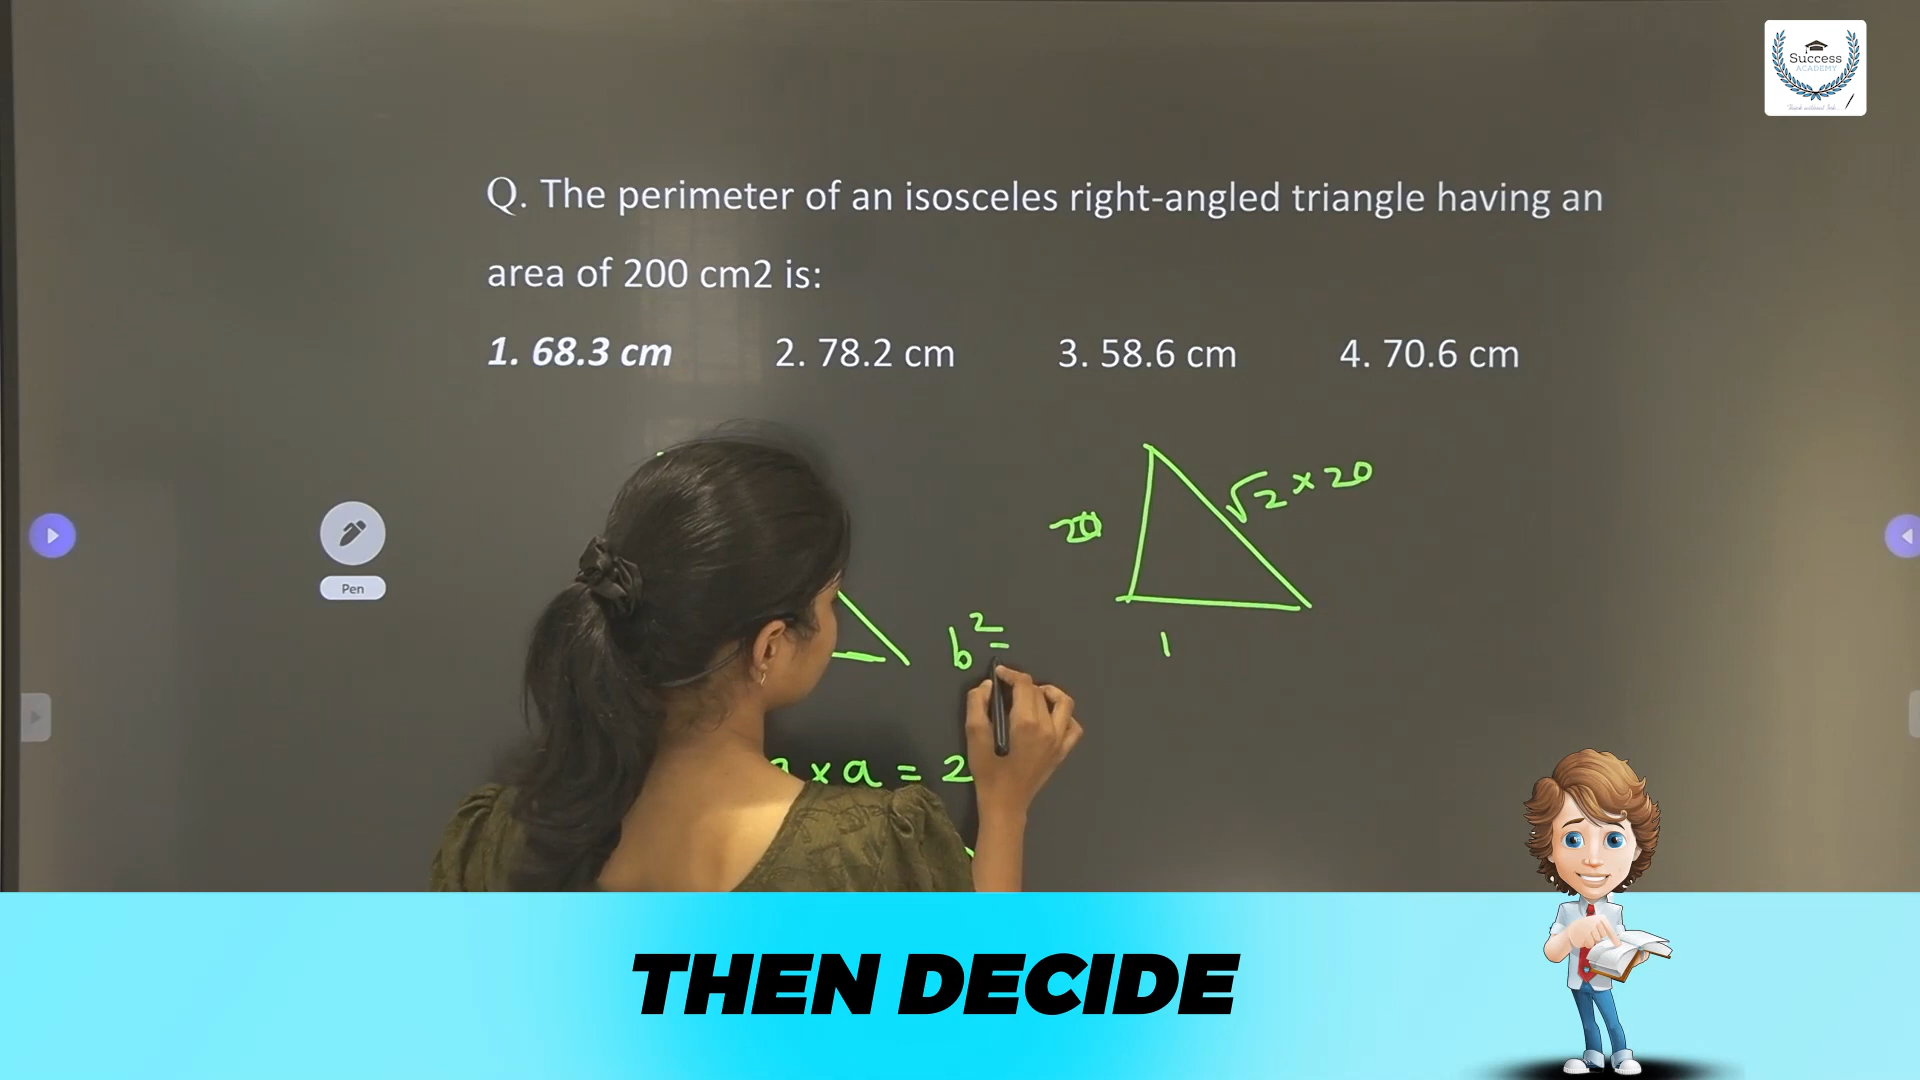 Success
ACADEMY
Q. The perimeter of an isosceles right-angled triangle having an
area of 200 cm2 is:
1. 68.3 cm 2. 78.2 cm 3. 58.6 cm 4. 70.6 cm
√2 × 20
20
Pen
b² =
1
× a = 2
THEN DECIDE